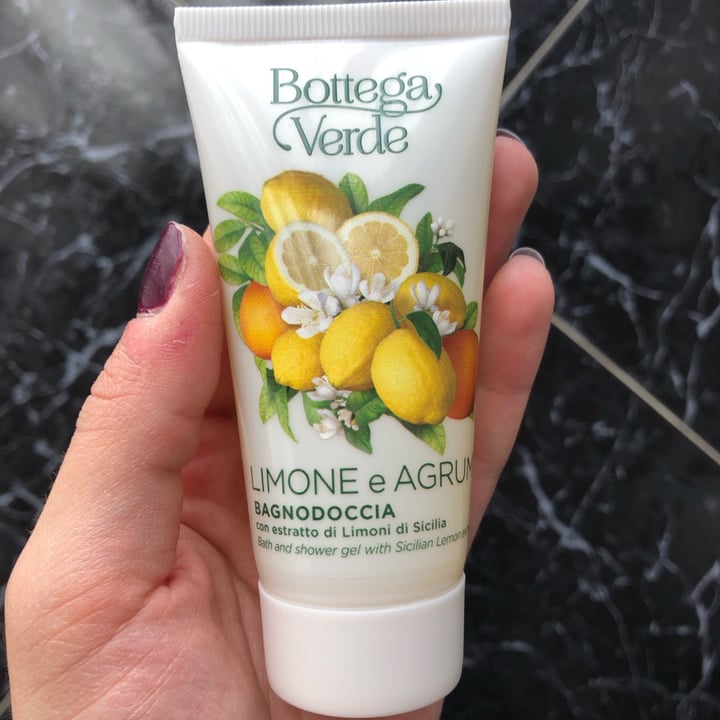 Bottega
Verde
LIMONE e AGRUM
BAGNODOCCIA
con estratto di Limoni di Sicilia
Bath and shower gel with Sicilian Lemon